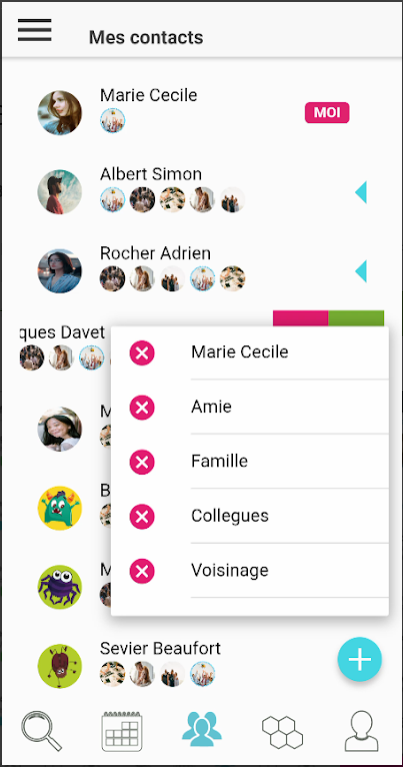 Mes contacts
Marie Cecile
MOI
Albert Simon
Rocher Adrien
ques Davet
Marie Cecile
M
Amie
Famille
B
Collegues
M
Voisinage
Sevier Beaufort